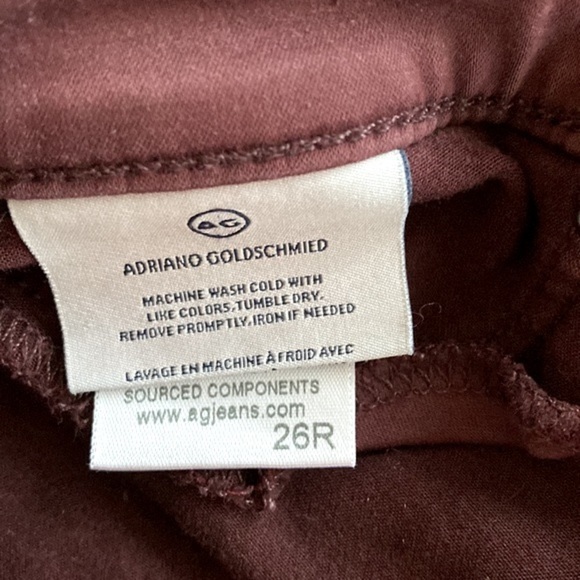 AG
ADRIANO GOLDSCHMIED
MACHINE WASH COLD WITH
LIKE COLORS.TUMBLE DRY.
REMOVE PROMPTLY.IRON IF NEEDED
LAVAGE EN MACHINE À FROID AVEC
SOURCED COMPONENTS
www.agjeans.com
26R